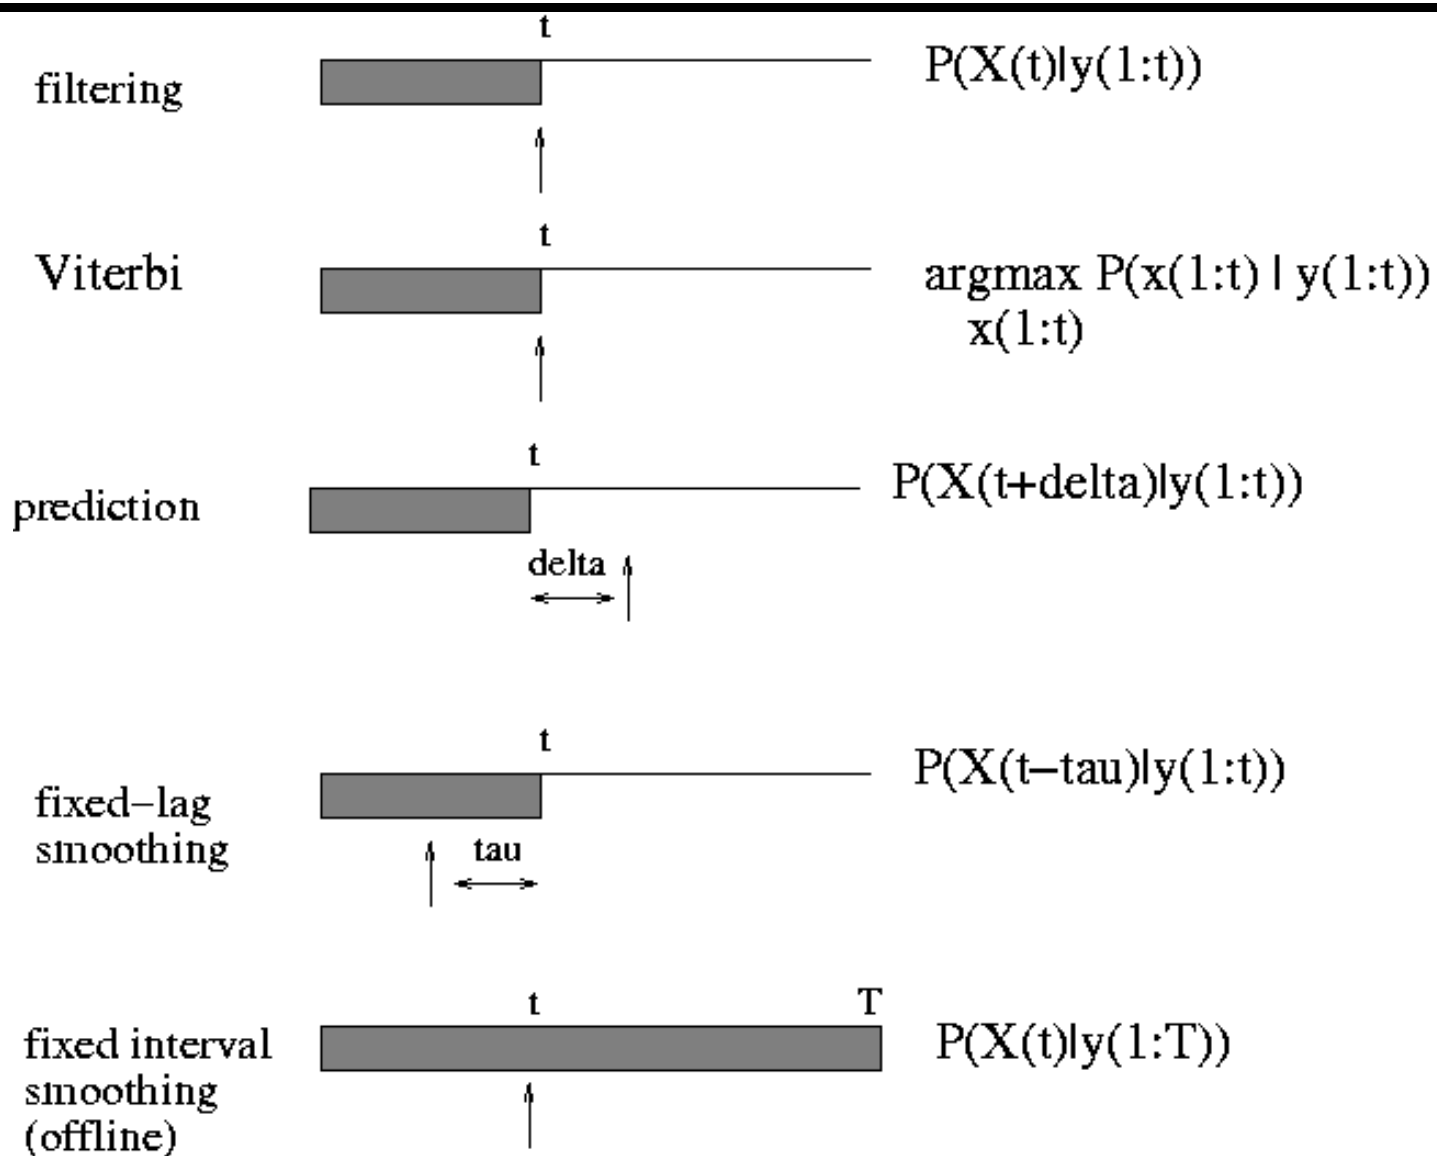 t
filtering
P(X(t)|y(1:t))
t
Viterbi
argmax P(x(1:t) | y(1:t))
x(1:t)
t
prediction
P(X(t+delta)|y(1:t))
delta
t
P(X(t−tau)|y(1:t))
fixed−lag
smoothing
tau
t
T
fixed interval
smoothing
(offline)
P(X(t)|y(1:T))